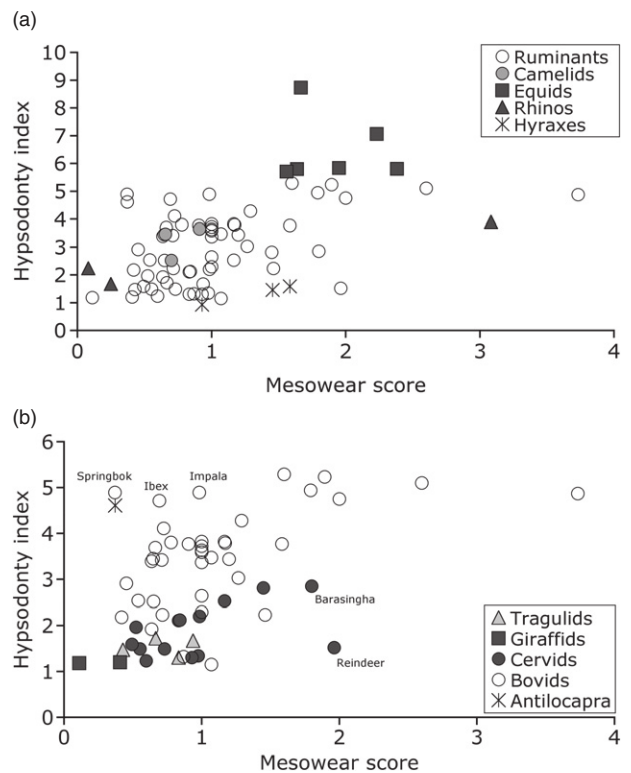 (a)
10
9
8
7
6
5
4
3
2
1
0
Hypsodonty index
Ruminants
Camelids
Equids
Rhinos
Hyraxes
0 1 2 3 4
Mesowear score
(b)
6
5
4
3
2
1
0
Hypsodonty index
Springbok
Ibex
Impala
Barasingha
Reindeer
Tragulids
Giraffids
Cervids
Bovids
Antilocapra
0 1 2 3 4
Mesowear score